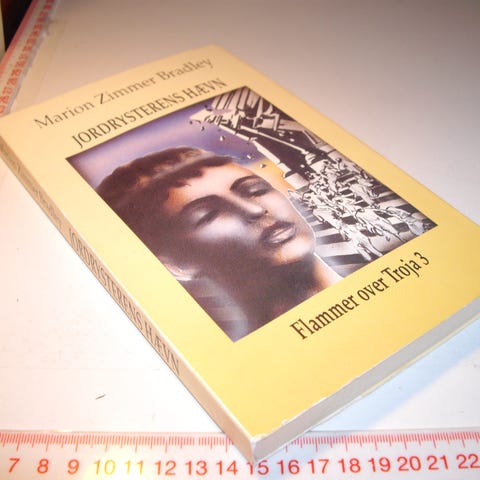 Marion Zimmer Bradley
JORDRYSTERENS HÆVN
Flammer over Troja 3
JORDRYSTERENS HÆVN
7 8 9 10 11 12 13 14 15 16 17 18 19 20 21 22